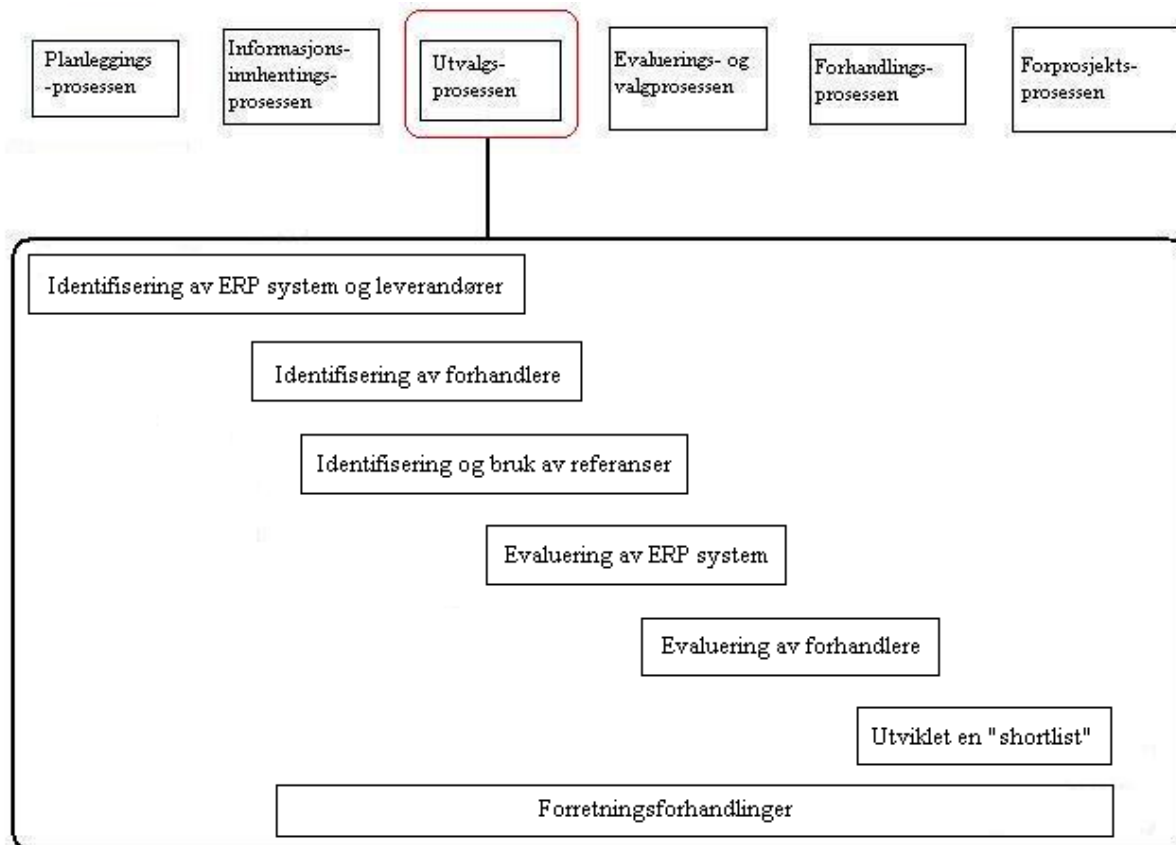 Planleggings
-prosessen
Informasjons-
innhentings-
prosessen
Utvalgs-
prosessen
Evaluerings- og
valgprosessen
Forhandlings-
prosessen
Forprosjekts-
prosessen
Identifisering av ERP system og leverandører
Identifisering av forhandlere
Identifisering og bruk av referanser
Evaluering av ERP system
Evaluering av forhandlere
Utviklet en "shortlist"
Forretningsforhandlinger